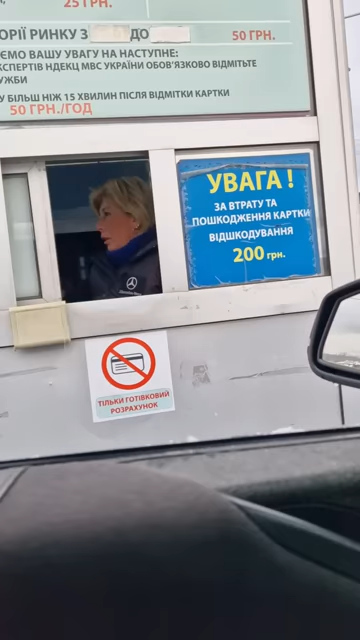 25 ГРН.
ОРІЇ РИНКУ З ДО 50 ГРН.
ЄМО ВАШУ УВАГУ НА НАСТУПНЕ:
КСПЕРТІВ НДЕКЦ МВС УКРАЇНИ ОБОВ'ЯЗКОВО ВІДМІТЬТЕ
УЖБИ
У БІЛЬШ НІЖ 15 ХВИЛИН ПІСЛЯ ВІДМІТКИ КАРТКИ
50 ГРН./ГОД
УВАГА !
ЗА ВТРАТУ ТА
ПОШКОДЖЕННЯ КАРТКИ
ВІДШКОДУВАННЯ
200 грн.
ТІЛЬКИ ГОТІВКОВИЙ
РОЗРАХУНОК